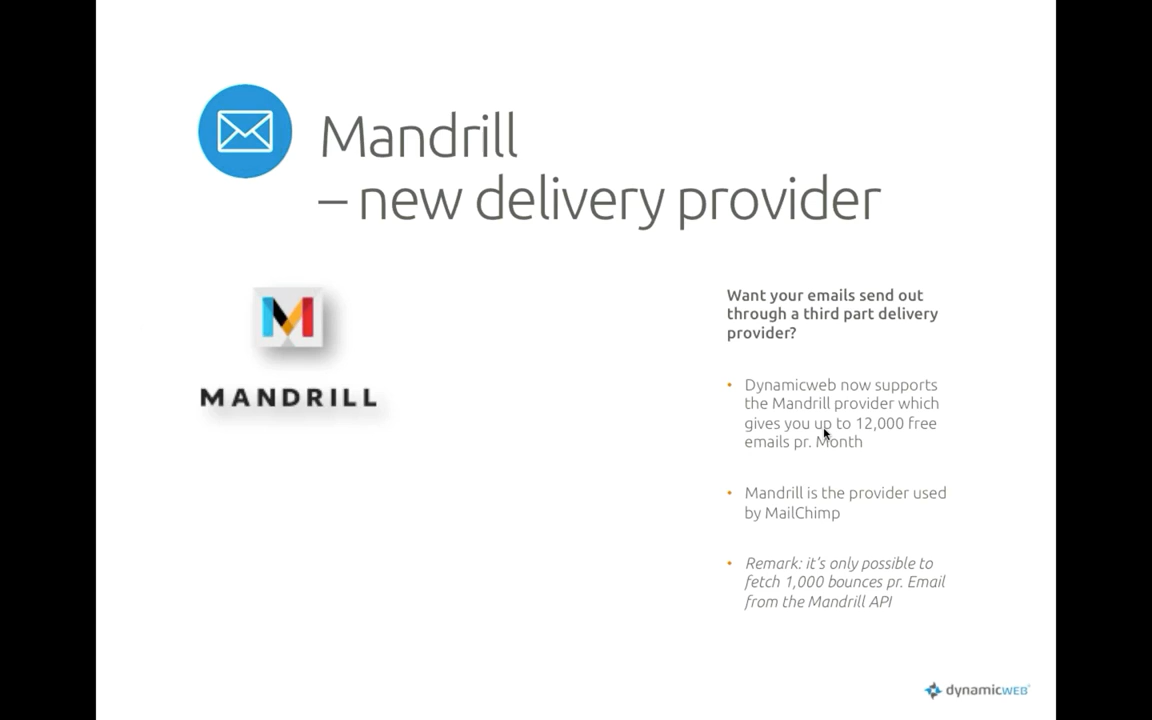 Mandrill
– new delivery provider
M
MANDRILL
Want your emails send out
through a third part delivery
provider?
• Dynamicweb now supports
the Mandrill provider which
gives you up to 12,000 free
emails pr. Month
• Mandrill is the provider used
by MailChimp
• Remark: it's only possible to
fetch 1,000 bounces pr. Email
from the Mandrill API
dynamicWEB